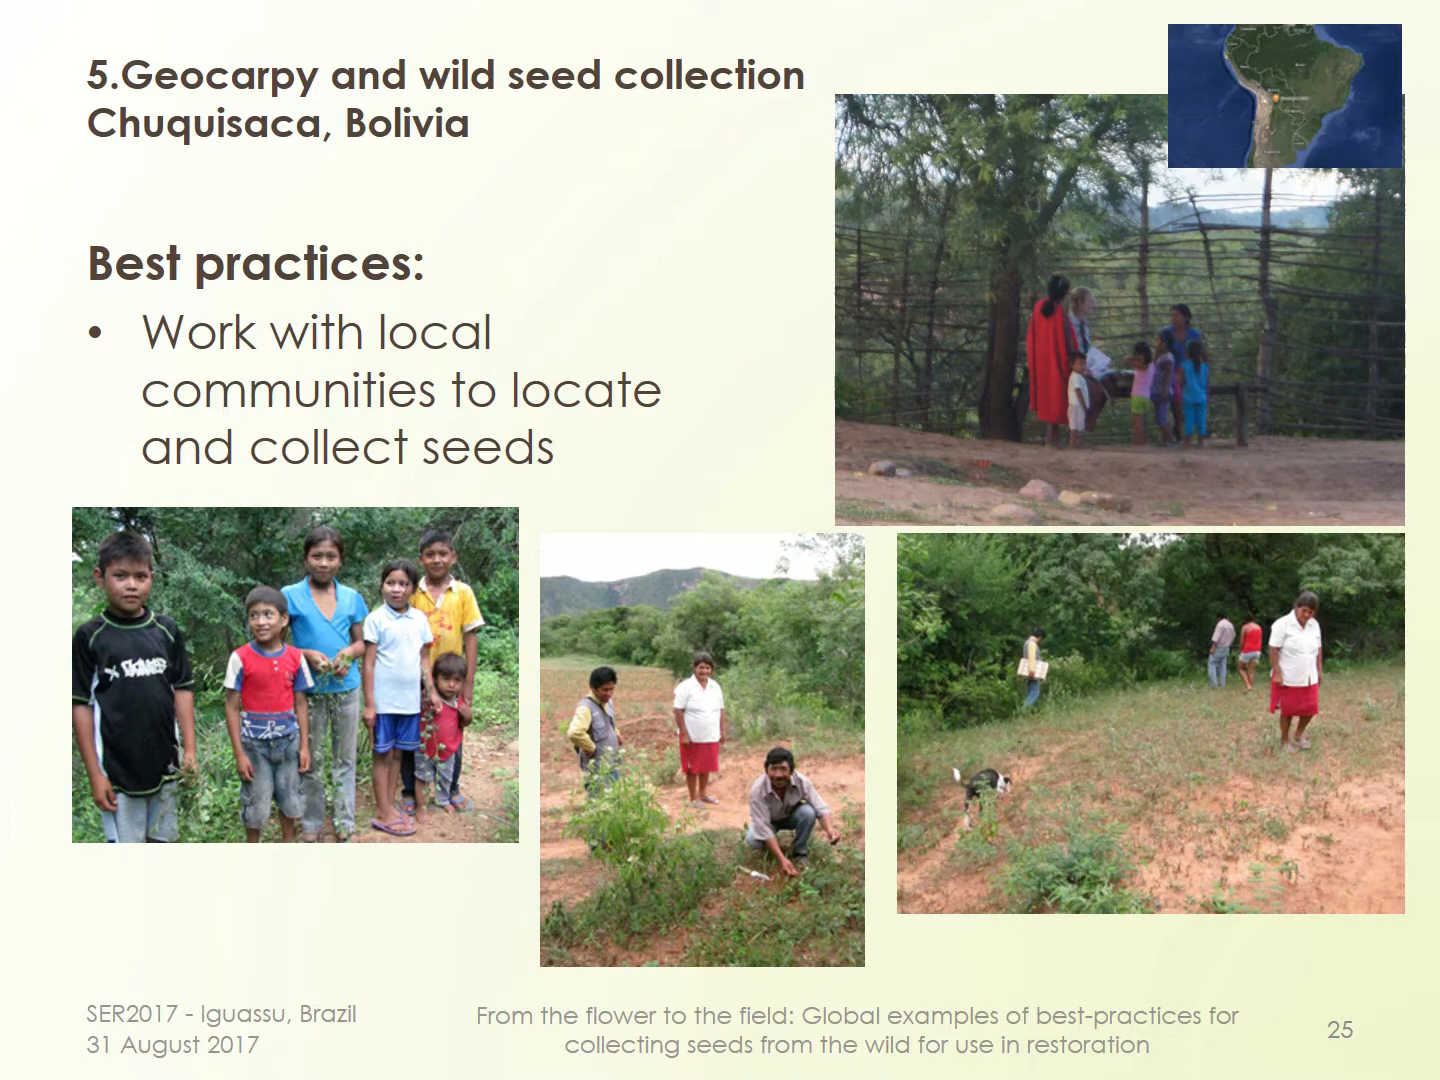 5.Geocarpy and wild seed collection
Chuquisaca, Bolivia
Best practices:
• Work with local
communities to locate
and collect seeds
SER2017 - Iguassu, Brazil
31 August 2017
From the flower to the field: Global examples of best-practices for
collecting seeds from the wild for use in restoration
25